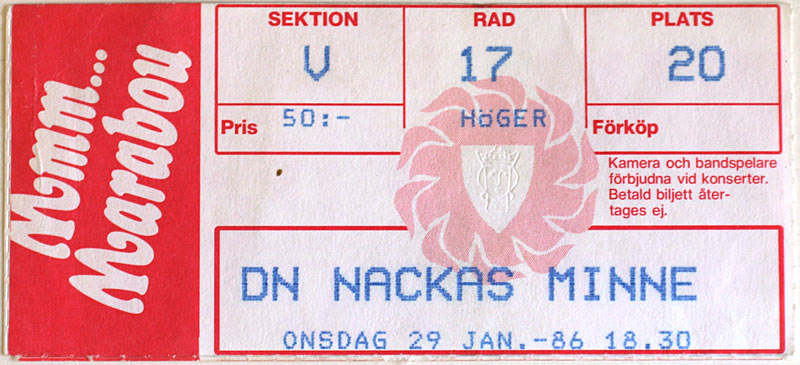 Mmm...
Marabou
SEKTION RAD PLATS
V 17 20
Pris 50:- HöGER Förköp
Kamera och bandspelare
förbjudna vid konserter.
Betald biljett åter-
tages ej.
DN NACKAS MINNE
ONSDAG 29 JAN.-86 18.30